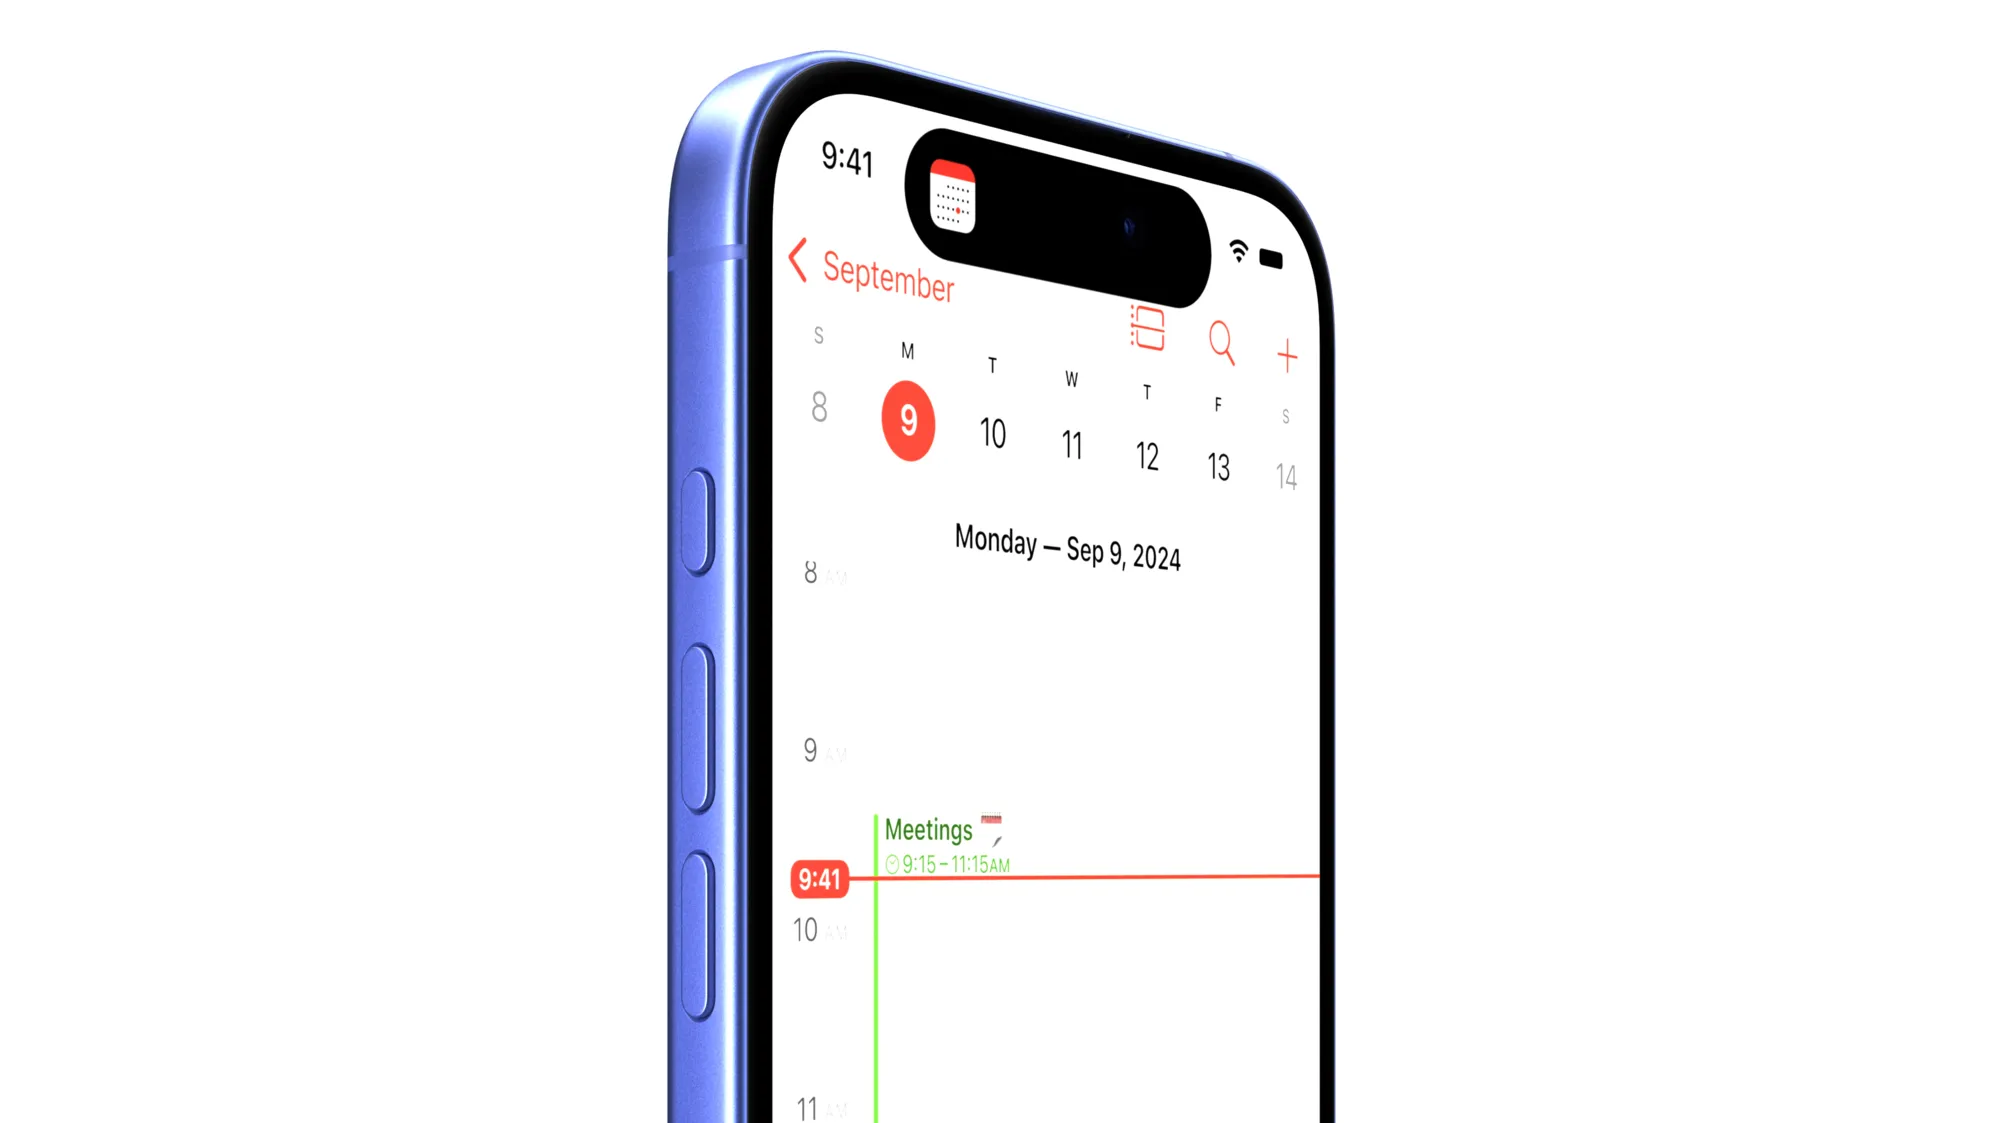 9:41
September
S M T W T F S
8 9 10 11 12 13 14
Monday – Sep 9, 2024
8 AM
9 AM
Meetings
9:15 – 11:15AM
9:41
10 AM
11 AM